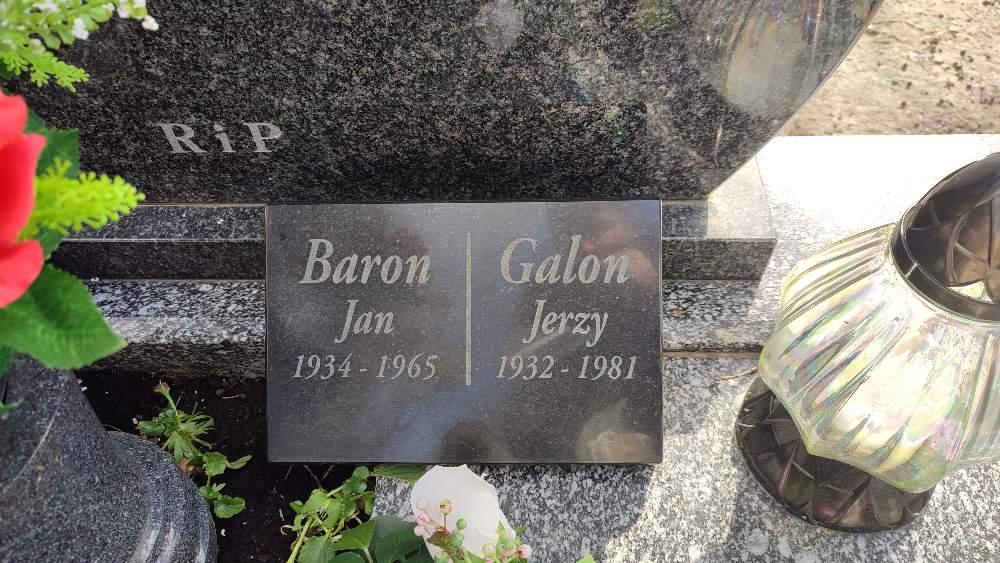 RiP
Baron
Jan
1934 - 1965
Galon
Jerzy
1932 - 1981